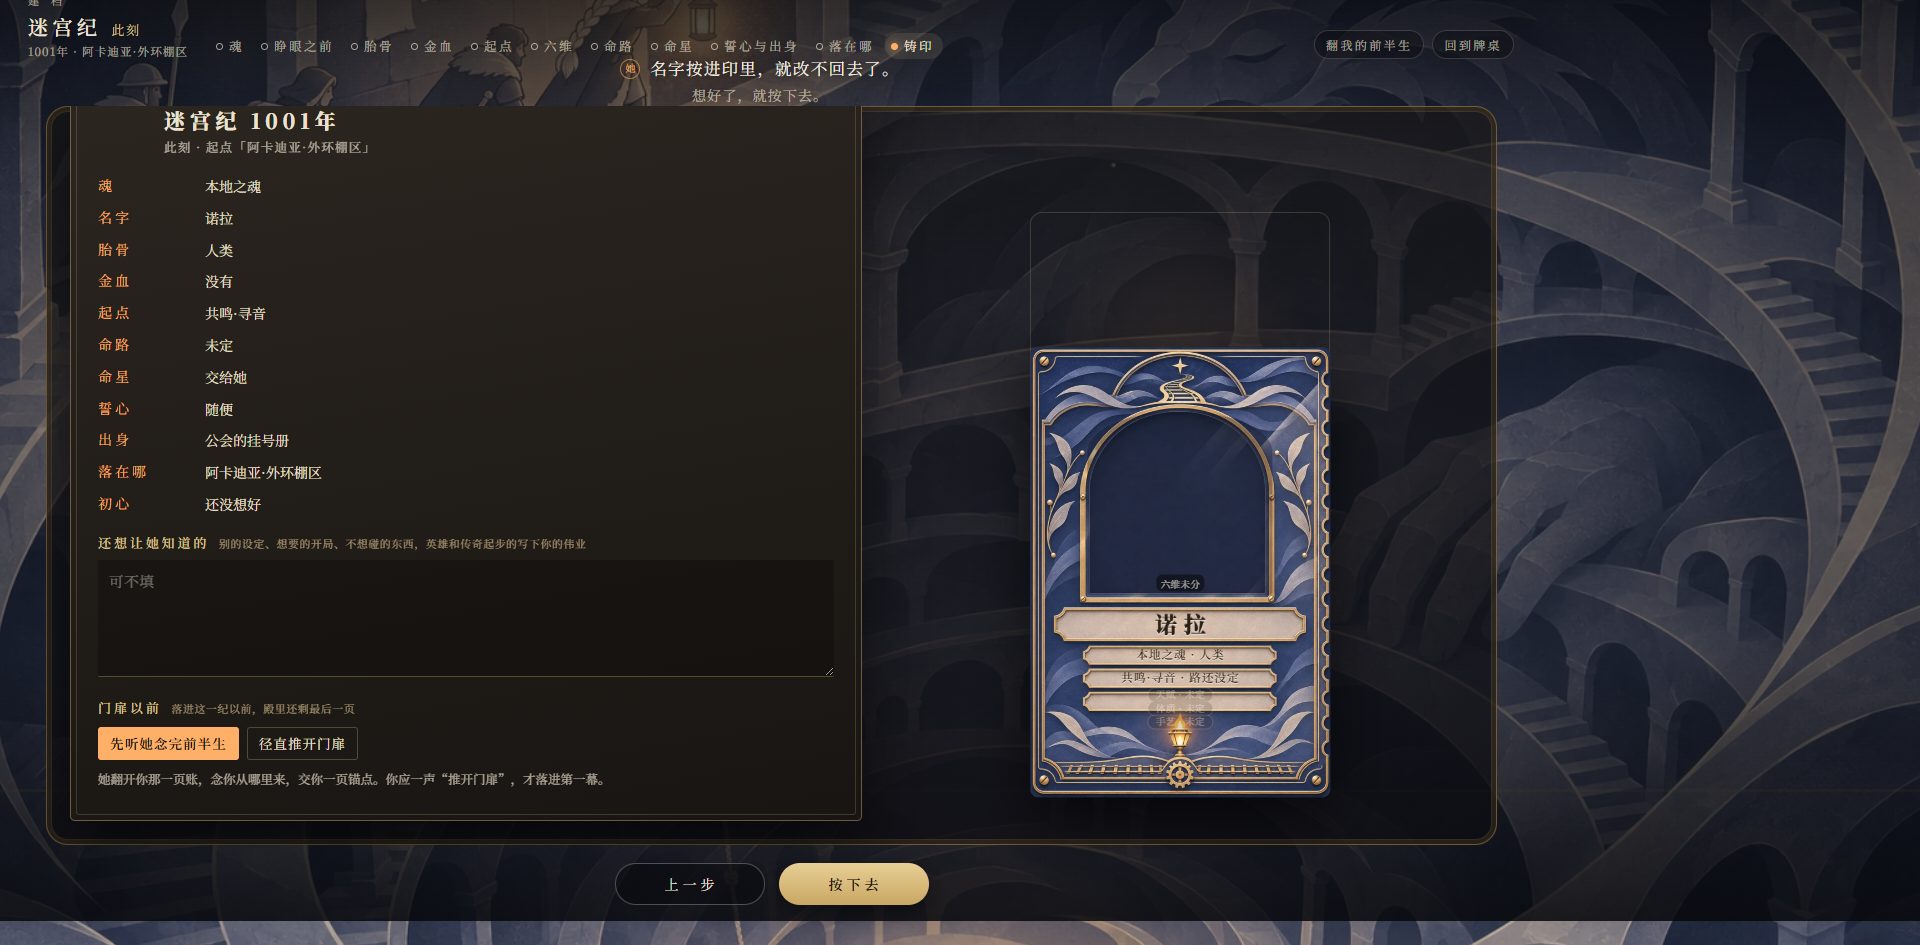 建 档
迷宫纪 此刻
1001年 · 阿卡迪亚·外环棚区
魂 睁眼之前 胎骨 金血 起点 六维 命路 命星 誓心与出身 落在哪 铸印
翻我的前半生 回到牌桌
她 名字按进印里，就改不回去了。
想好了，就按下去。
迷宫纪 1001年
此刻 · 起点「阿卡迪亚·外环棚区」
魂 本地之魂
名字 诺拉
胎骨 人类
金血 没有
起点 共鸣·寻音
命路 未定
命星 交给她
誓心 随便
出身 公会的挂号册
落在哪 阿卡迪亚·外环棚区
初心 还没想好
还想让她知道的 别的设定、想要的开局、不想碰的东西，英雄和传奇起步的写下你的伟业
可不填
门扉以前 落进这一纪以前，殿里还剩最后一页
先听她念完前半生 径直推开门扉
她翻开你那一页账，念你从哪里来，交你一页锚点。你应一声“推开门扉”，才落进第一幕。
六维未分
诺拉
本地之魂 · 人类
共鸣·寻音 · 路还没定
体质 · 未定
手艺 · 未定
上一步 按下去